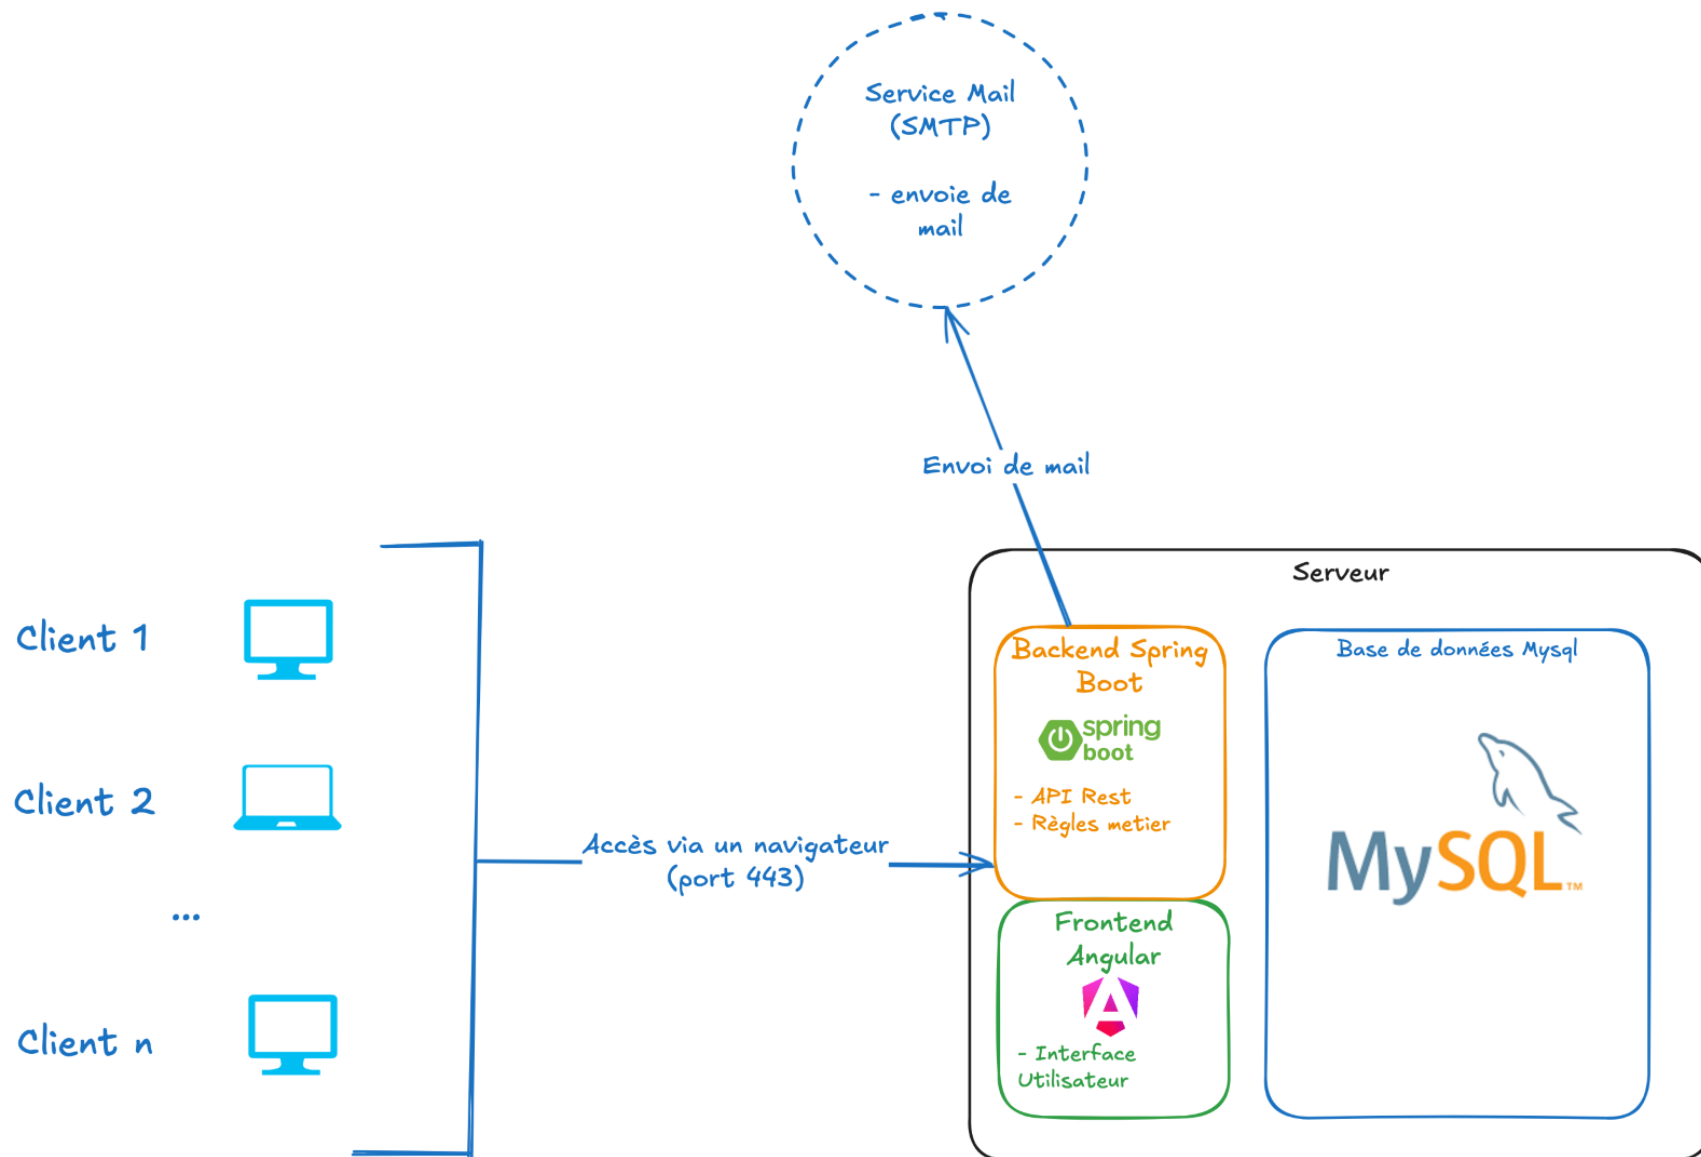 Service Mail
(SMTP)
- envoie de
mail
Envoi de mail
Client 1
Client 2
...
Client n
Accès via un navigateur
(port 443)
Serveur
Backend Spring
Boot
spring
boot
- API Rest
- Règles metier
Frontend
Angular
- Interface
Utilisateur
Base de données Mysql
MySQL™